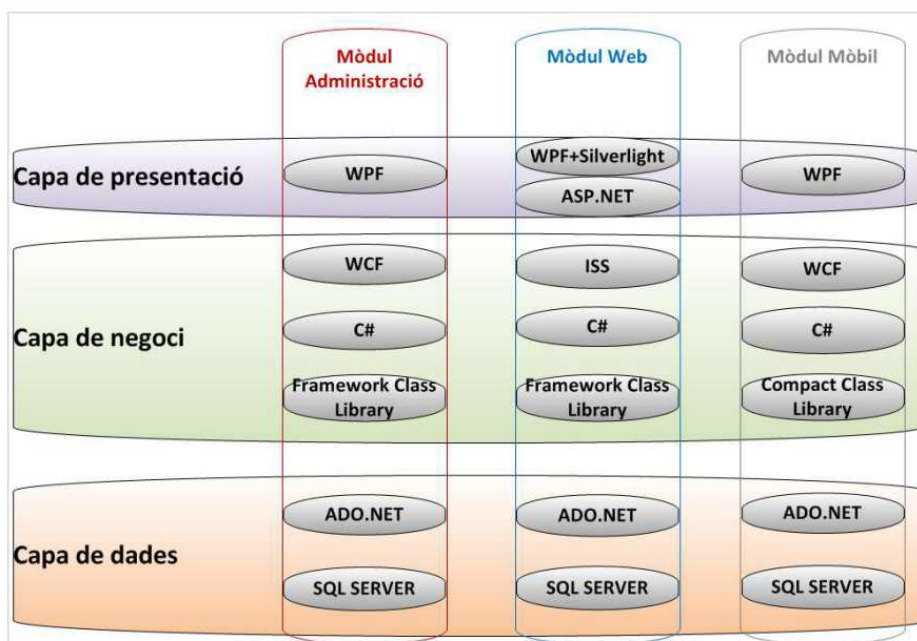 Mòdul
Administració
Mòdul Web
Mòdul Mòbil
Capa de presentació
WPF
WPF+Silverlight
ASP.NET
WPF
Capa de negoci
WCF
ISS
WCF
C#
C#
C#
Framework Class
Library
Framework Class
Library
Compact Class
Library
Capa de dades
ADO.NET
ADO.NET
ADO.NET
SQL SERVER
SQL SERVER
SQL SERVER